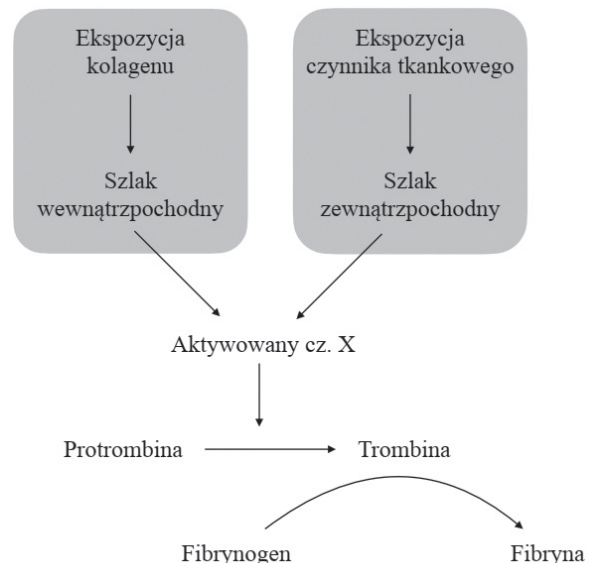 Ekspozycja
kolagenu
Ekspozycja
czynnika tkankowego
Szlak
wewnątrzpochodny
Szlak
zewnątrzpochodny
Aktywowany cz. X
Protrombina
Trombina
Fibrynogen
Fibryna